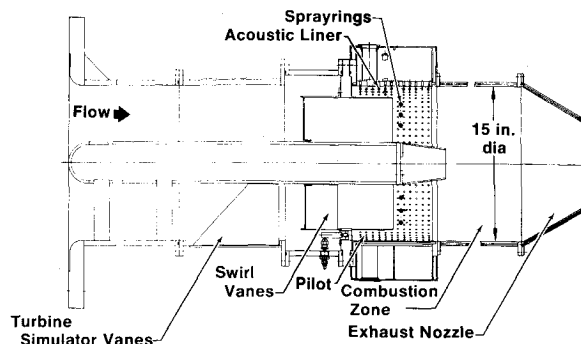 Sprayrings
Acoustic Liner
Flow
15 in.
dia
Swirl
Vanes
Pilot
Combustion
Zone
Turbine
Simulator Vanes
Exhaust Nozzle